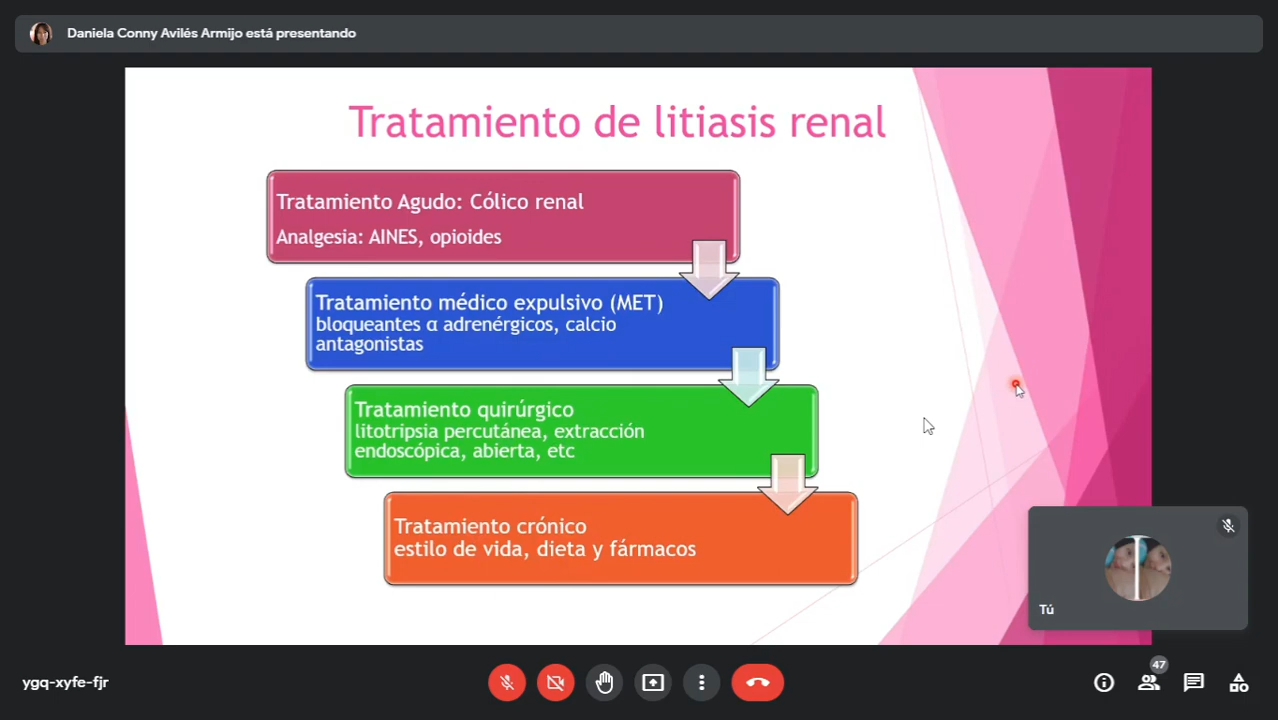 Daniela Conny Avilés Armijo está presentando
Tratamiento de litiasis renal
Tratamiento Agudo: Cólico renal
Analgesia: AINES, opioides
Tratamiento médico expulsivo (MET)
bloqueantes α adrenérgicos, calcio
antagonistas
Tratamiento quirúrgico
litotripsia percutánea, extracción
endoscópica, abierta, etc
Tratamiento crónico
estilo de vida, dieta y fármacos
Tú
ygq-xyfe-fjr
47